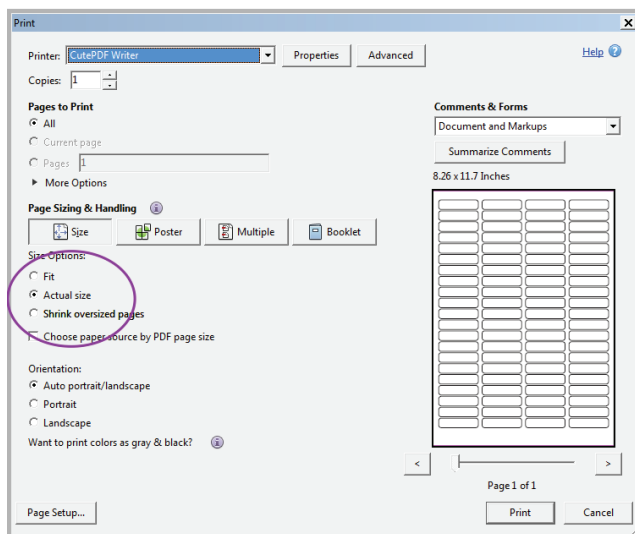 Print
Printer: CutePDF Writer Properties Advanced Help
Copies: 1
Pages to Print
All
Current page
Pages 1
More Options
Page Sizing & Handling
Size Poster Multiple Booklet
Size Options:
Fit
Actual size
Shrink oversized pages
Choose paper source by PDF page size
Orientation:
Auto portrait/landscape
Portrait
Landscape
Want to print colors as gray & black?
Comments & Forms
Document and Markups
Summarize Comments
8.26 x 11.7 Inches
< >
Page 1 of 1
Page Setup... Print Cancel